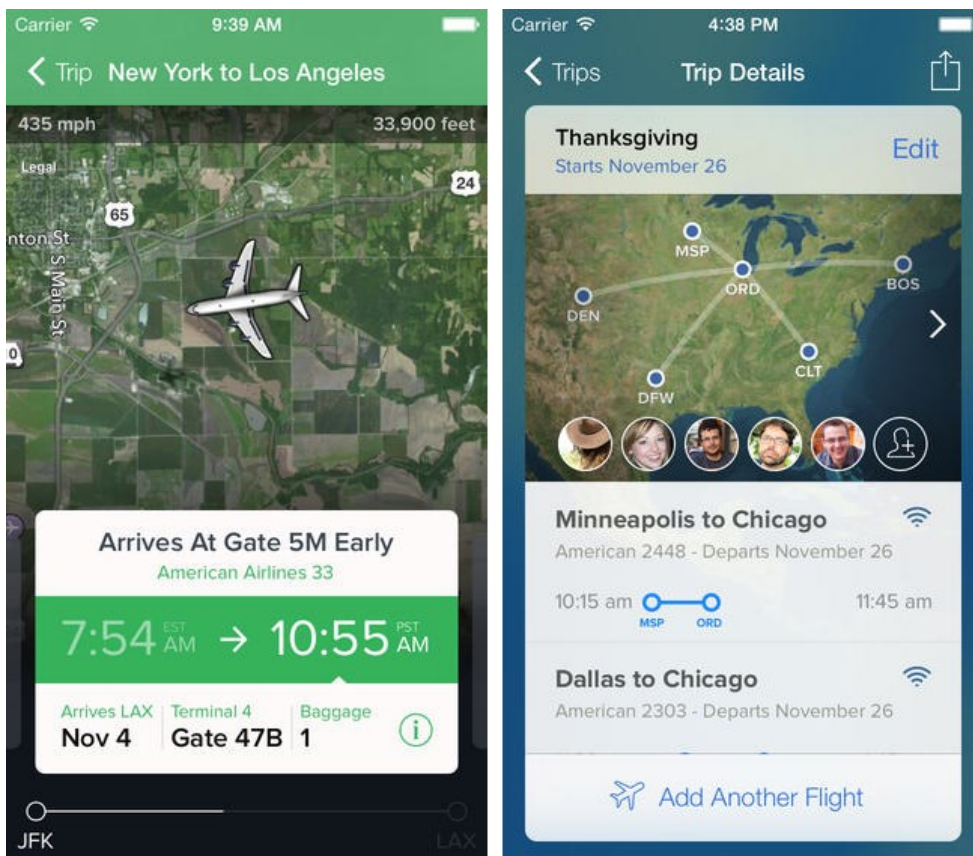 Carrier 9:39 AM
Trip New York to Los Angeles
435 mph 33,900 feet
Legal
24
65
nton St
S Main St
0
Arrives At Gate 5M Early
American Airlines 33
7:54 EST AM → 10:55 PST AM
Arrives LAX Terminal 4 Baggage
Nov 4 Gate 47B 1
JFK LAX
Carrier 4:38 PM
Trips Trip Details
Thanksgiving Edit
Starts November 26
MSP
ORD
BOS
DEN
CLT
DFW
Minneapolis to Chicago
American 2448 - Departs November 26
10:15 am 11:45 am
MSP ORD
Dallas to Chicago
American 2303 - Departs November 26
Add Another Flight